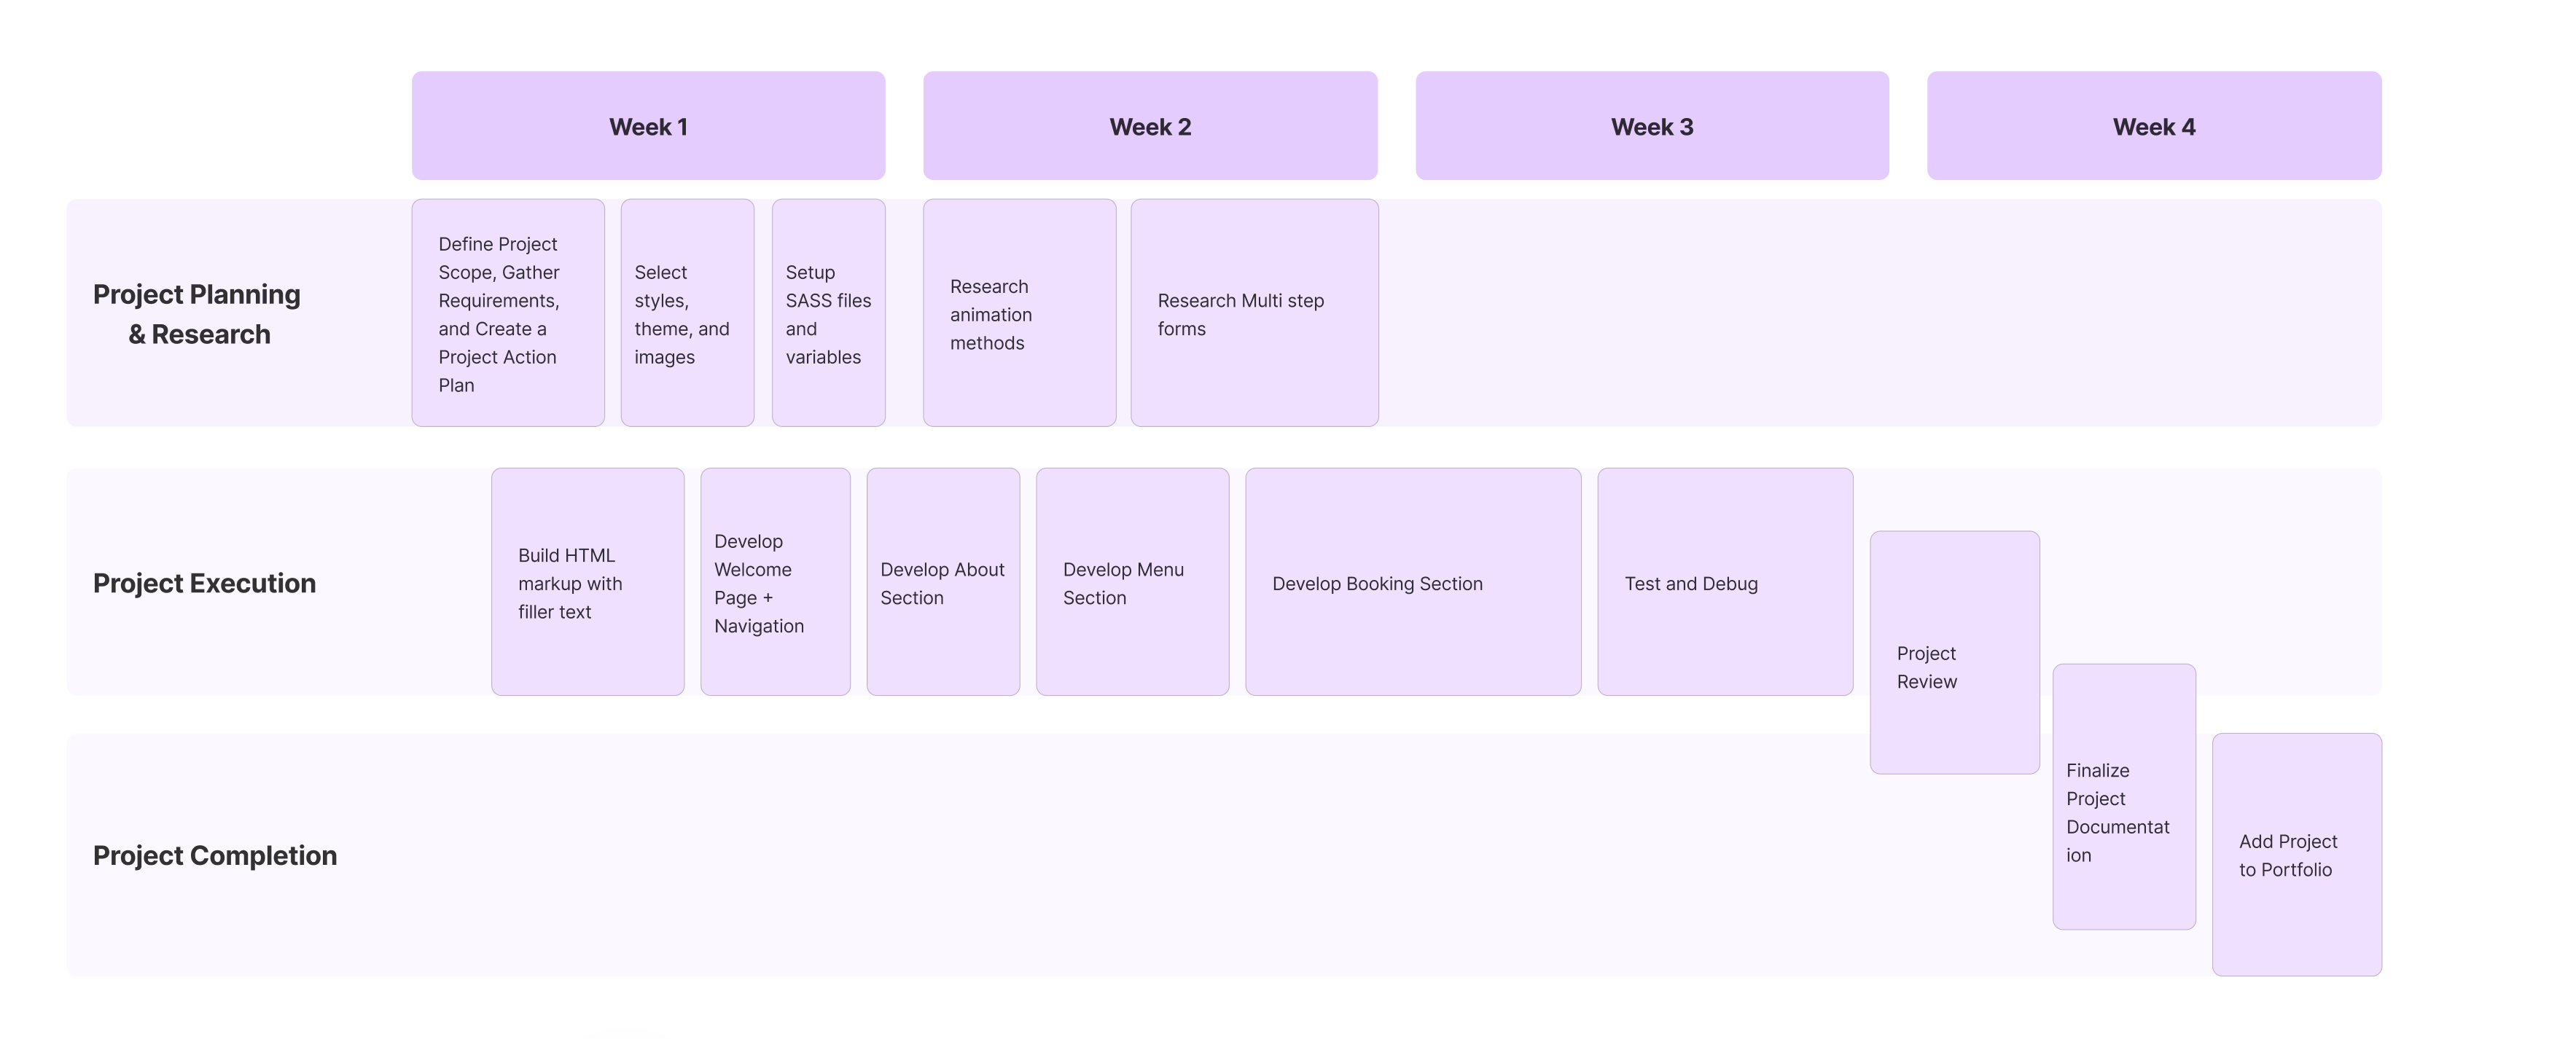 Week 1
Week 2
Week 3
Week 4
Project Planning
& Research
Define Project
Scope, Gather
Requirements,
and Create a
Project Action
Plan
Select
styles,
theme, and
images
Setup
SASS files
and
variables
Research
animation
methods
Research Multi step
forms
Project Execution
Build HTML
markup with
filler text
Develop
Welcome
Page +
Navigation
Develop About
Section
Develop Menu
Section
Develop Booking Section
Test and Debug
Project
Review
Project Completion
Finalize
Project
Documentat
ion
Add Project
to Portfolio